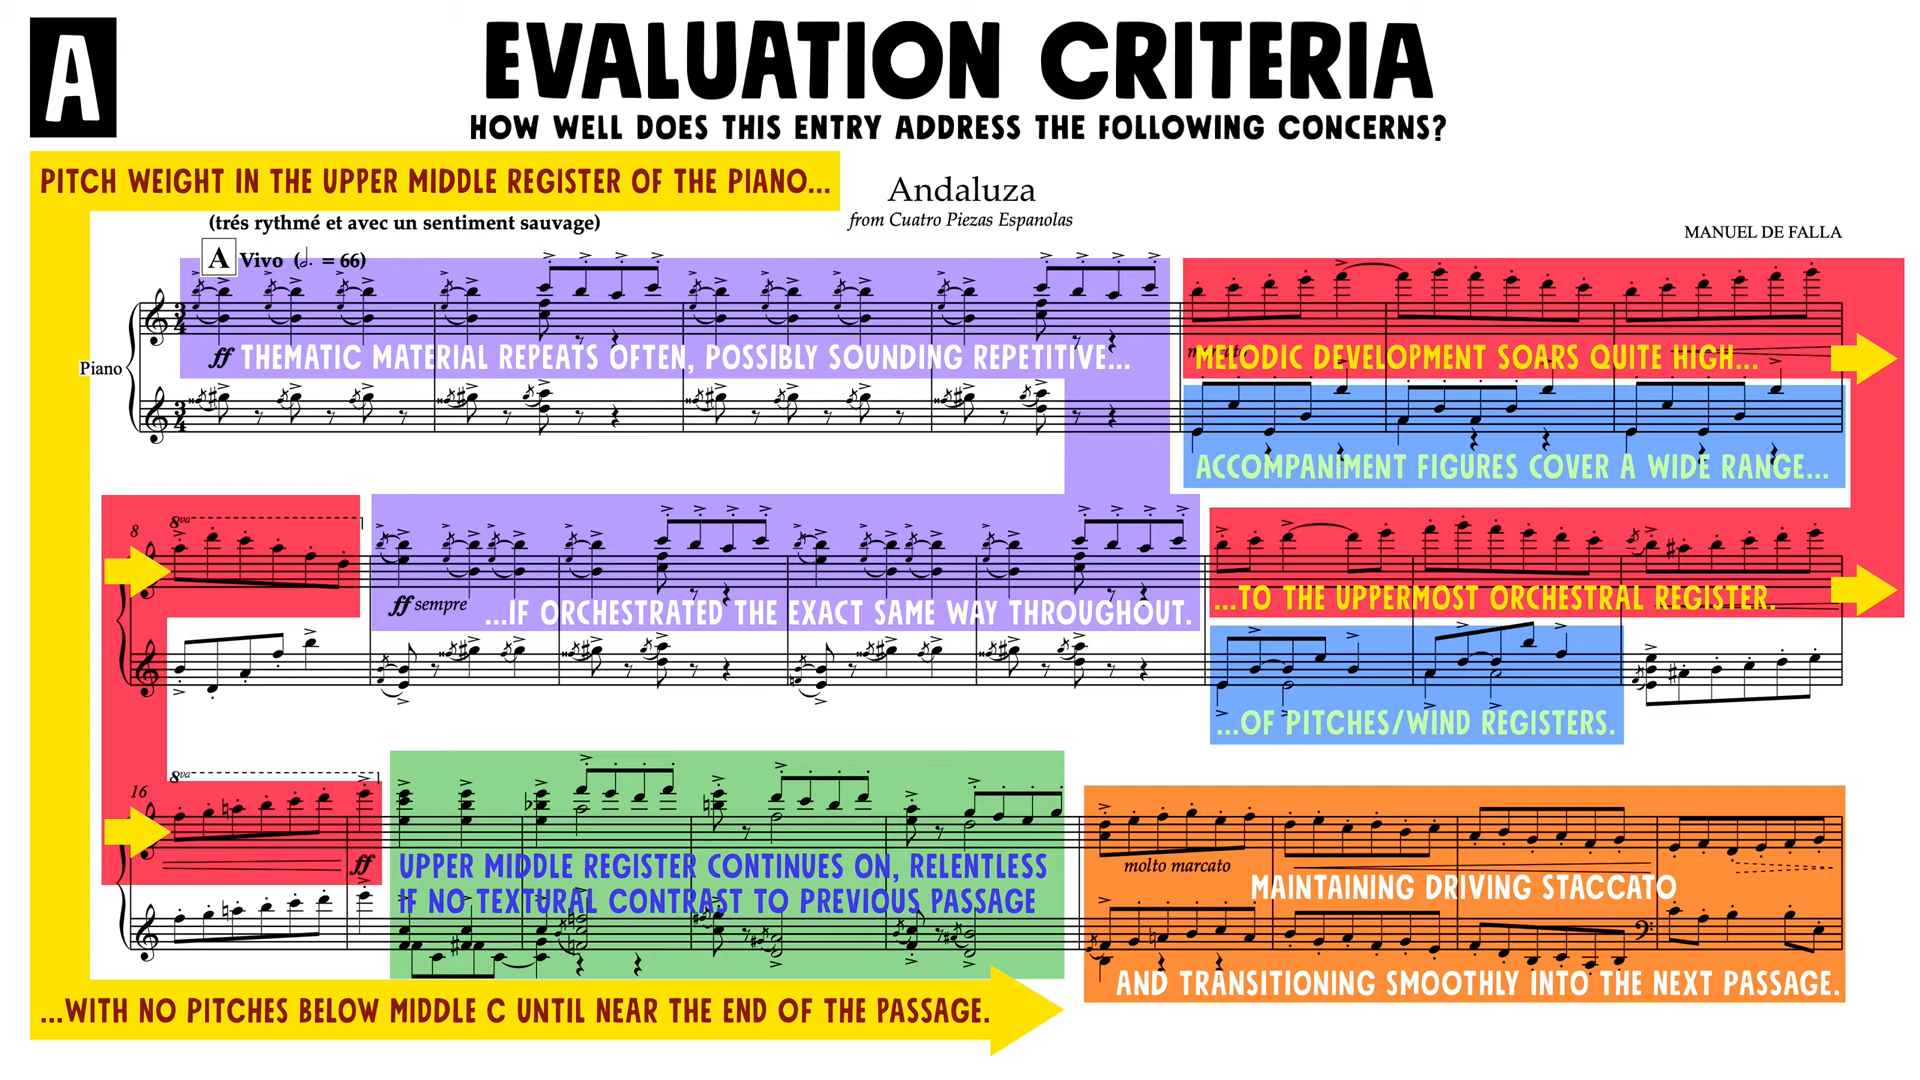 A
EVALUATION CRITERIA
HOW WELL DOES THIS ENTRY ADDRESS THE FOLLOWING CONCERNS?
PITCH WEIGHT IN THE UPPER MIDDLE REGISTER OF THE PIANO...
Andaluza
from Cuatro Piezas Espanolas
(trés rythmé et avec un sentiment sauvage)
MANUEL DE FALLA
A Vivo (𝅗𝅥. = 66)
3 4
ff THEMATIC MATERIAL REPEATS OFTEN, POSSIBLY SOUNDING REPETITIVE...
MELODIC DEVELOPMENT SOARS QUITE HIGH...
Piano
3 4
ACCOMPANIMENT FIGURES COVER A WIDE RANGE...
8
8va
ff sempre
...IF ORCHESTRATED THE EXACT SAME WAY THROUGHOUT.
...TO THE UPPERMOST ORCHESTRAL REGISTER.
...OF PITCHES/WIND REGISTERS.
16
8va
ff
UPPER MIDDLE REGISTER CONTINUES ON, RELENTLESS
IF NO TEXTURAL CONTRAST TO PREVIOUS PASSAGE
molto marcato
MAINTAINING DRIVING STACCATO
AND TRANSITIONING SMOOTHLY INTO THE NEXT PASSAGE.
...WITH NO PITCHES BELOW MIDDLE C UNTIL NEAR THE END OF THE PASSAGE.